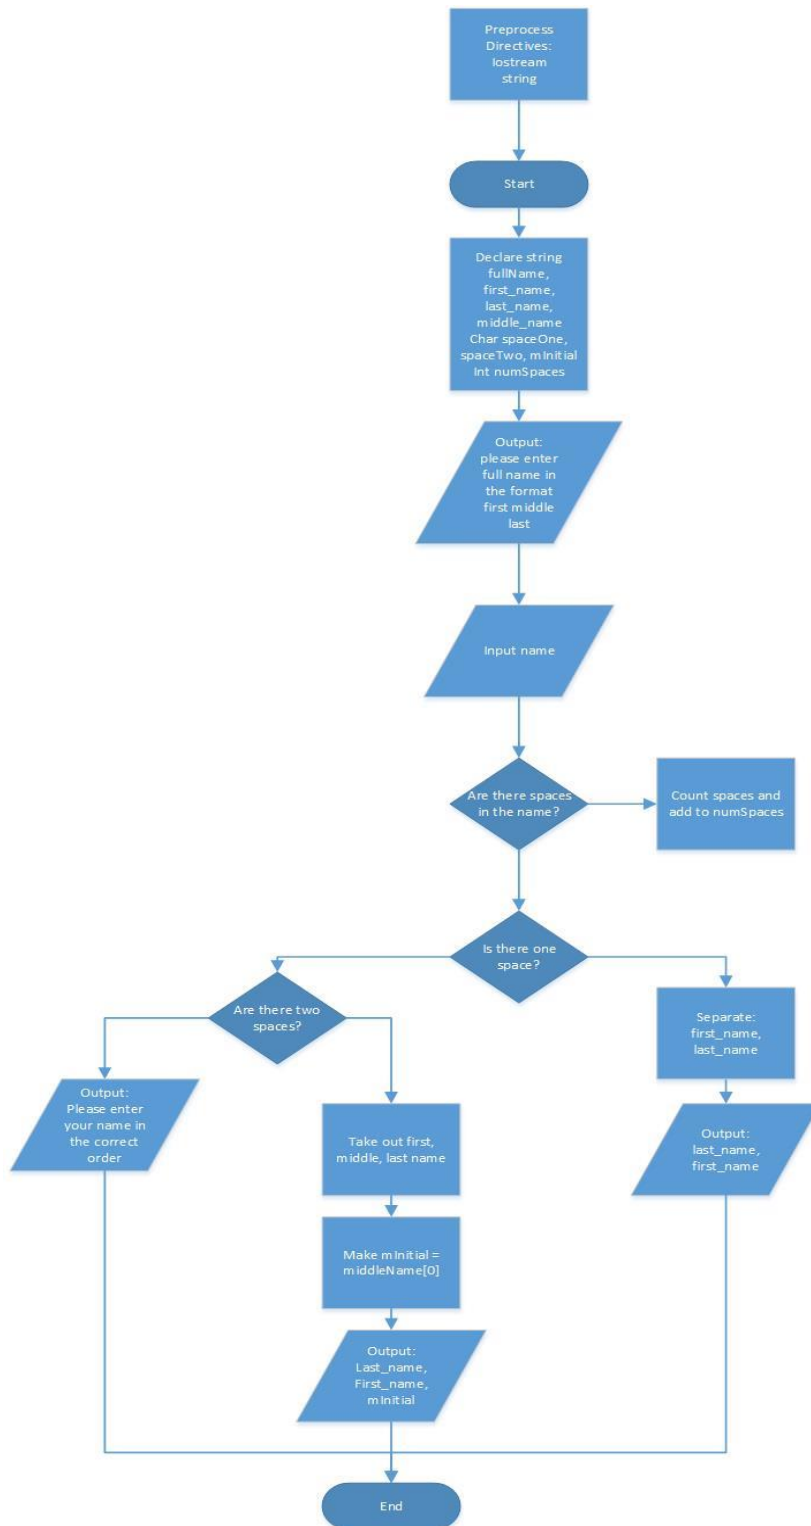 Preprocess
Directives:
Iostream
string
Start
Declare string
fullName,
first_name,
last_name,
middle_name
Char spaceOne,
spaceTwo, mInitial
Int numSpaces
Output:
please enter
full name in
the format
first middle
last
Input name
Are there spaces
in the name?
Count spaces and
add to numSpaces
Is there one
space?
Are there two
spaces?
Separate:
first_name,
last_name
Output:
Please enter
your name in
the correct
order
Take out first,
middle, last name
Output:
last_name,
first_name
Make mInitial =
middleName[0]
Output:
Last_name,
First_name,
mInitial
End